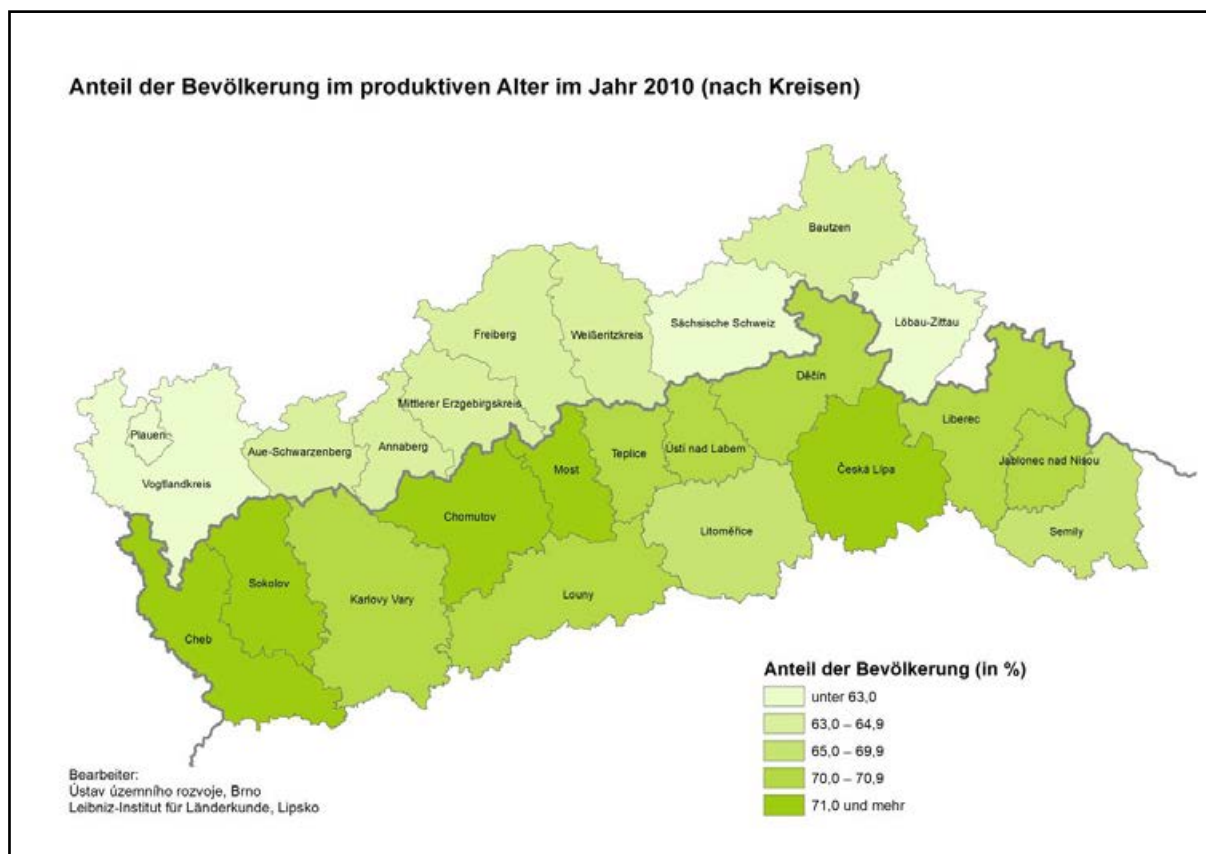 Anteil der Bevölkerung im produktiven Alter im Jahr 2010 (nach Kreisen)
Bautzen
Sächsische Schweiz
Löbau-Zittau
Freiberg
Weißeritzkreis
Děčín
Mittlerer Erzgebirgskreis
Liberec
Plauen
Aue-Schwarzenberg
Annaberg
Most
Teplice
Ústí nad Labem
Česká Lípa
Jablonec nad Nisou
Vogtlandkreis
Chomutov
Litoměřice
Semily
Sokolov
Karlovy Vary
Louny
Cheb
Anteil der Bevölkerung (in %)
unter 63,0
63,0 – 64,9
65,0 – 69,9
70,0 – 70,9
71,0 und mehr
Bearbeiter:
Ústav územního rozvoje, Brno
Leibniz-Institut für Länderkunde, Lipsko